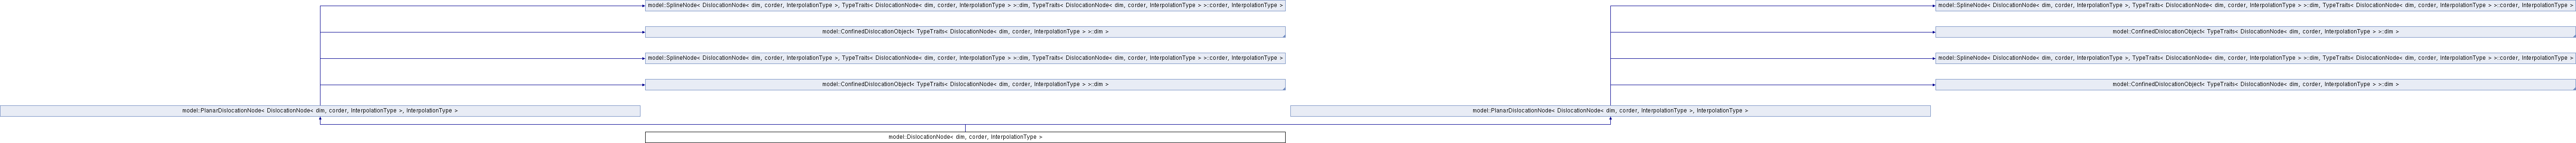 model::SplineNode< DislocationNode< dim, corder, InterpolationType >, TypeTraits< DislocationNode< dim, corder, InterpolationType > >::dim, TypeTraits< DislocationNode< dim, corder, InterpolationType > >::corder, InterpolationType >
model::SplineNode< DislocationNode< dim, corder, InterpolationType >, TypeTraits< DislocationNode< dim, corder, InterpolationType > >::dim, TypeTraits< DislocationNode< dim, corder, InterpolationType > >::corder, InterpolationType >
model::ConfinedDislocationObject< TypeTraits< DislocationNode< dim, corder, InterpolationType > >::dim >
model::ConfinedDislocationObject< TypeTraits< DislocationNode< dim, corder, InterpolationType > >::dim >
model::SplineNode< DislocationNode< dim, corder, InterpolationType >, TypeTraits< DislocationNode< dim, corder, InterpolationType > >::dim, TypeTraits< DislocationNode< dim, corder, InterpolationType > >::corder, InterpolationType >
model::SplineNode< DislocationNode< dim, corder, InterpolationType >, TypeTraits< DislocationNode< dim, corder, InterpolationType > >::dim, TypeTraits< DislocationNode< dim, corder, InterpolationType > >::corder, InterpolationType >
model::ConfinedDislocationObject< TypeTraits< DislocationNode< dim, corder, InterpolationType > >::dim >
model::ConfinedDislocationObject< TypeTraits< DislocationNode< dim, corder, InterpolationType > >::dim >
model::PlanarDislocationNode< DislocationNode< dim, corder, InterpolationType >, InterpolationType >
model::PlanarDislocationNode< DislocationNode< dim, corder, InterpolationType >, InterpolationType >
model::DislocationNode< dim, corder, InterpolationType >